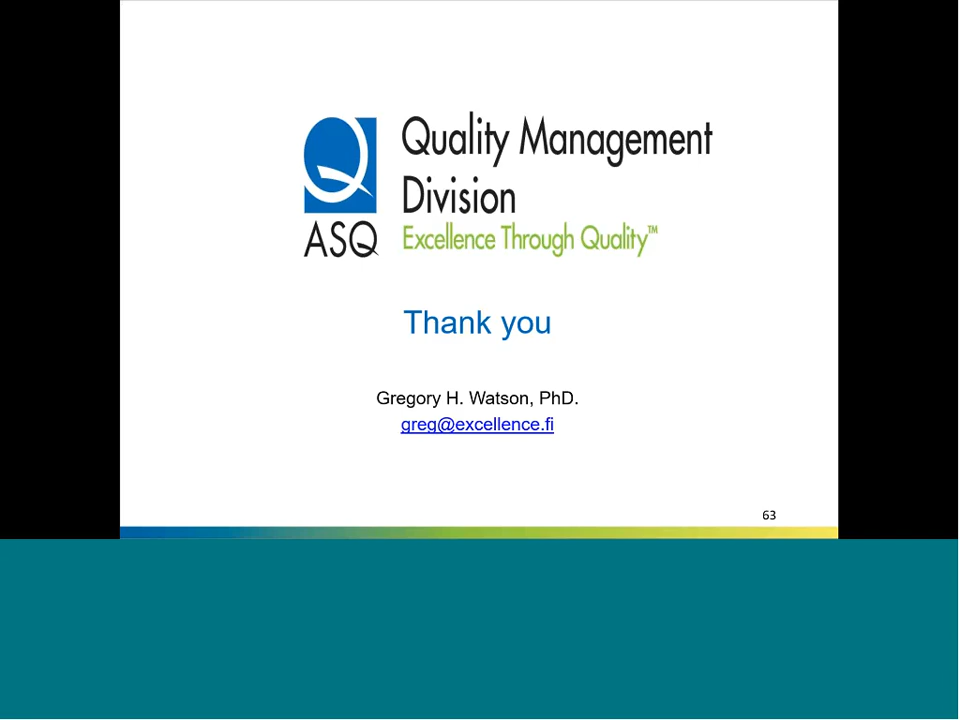 Quality Management
Division
ASQ
Excellence Through Quality™
Thank you
Gregory H. Watson, PhD.
greg@excellence.fi
63